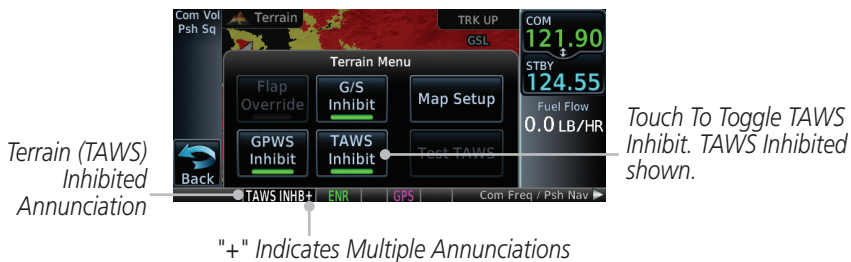 Com Vol
Psh Sq
Terrain
TRK UP
GSL
COM
121.90
STBY
124.55
Fuel Flow
0.0 LB/HR
Terrain Menu
Flap
Override
G/S
Inhibit
Map Setup
GPWS
Inhibit
TAWS
Inhibit
Test TAWS
Back
TAWS INHB+
ENR
GPS
Com Freq / Psh Nav
Terrain (TAWS)
Inhibited
Annunciation
Touch To Toggle TAWS
Inhibit. TAWS Inhibited
shown.
"+" Indicates Multiple Annunciations